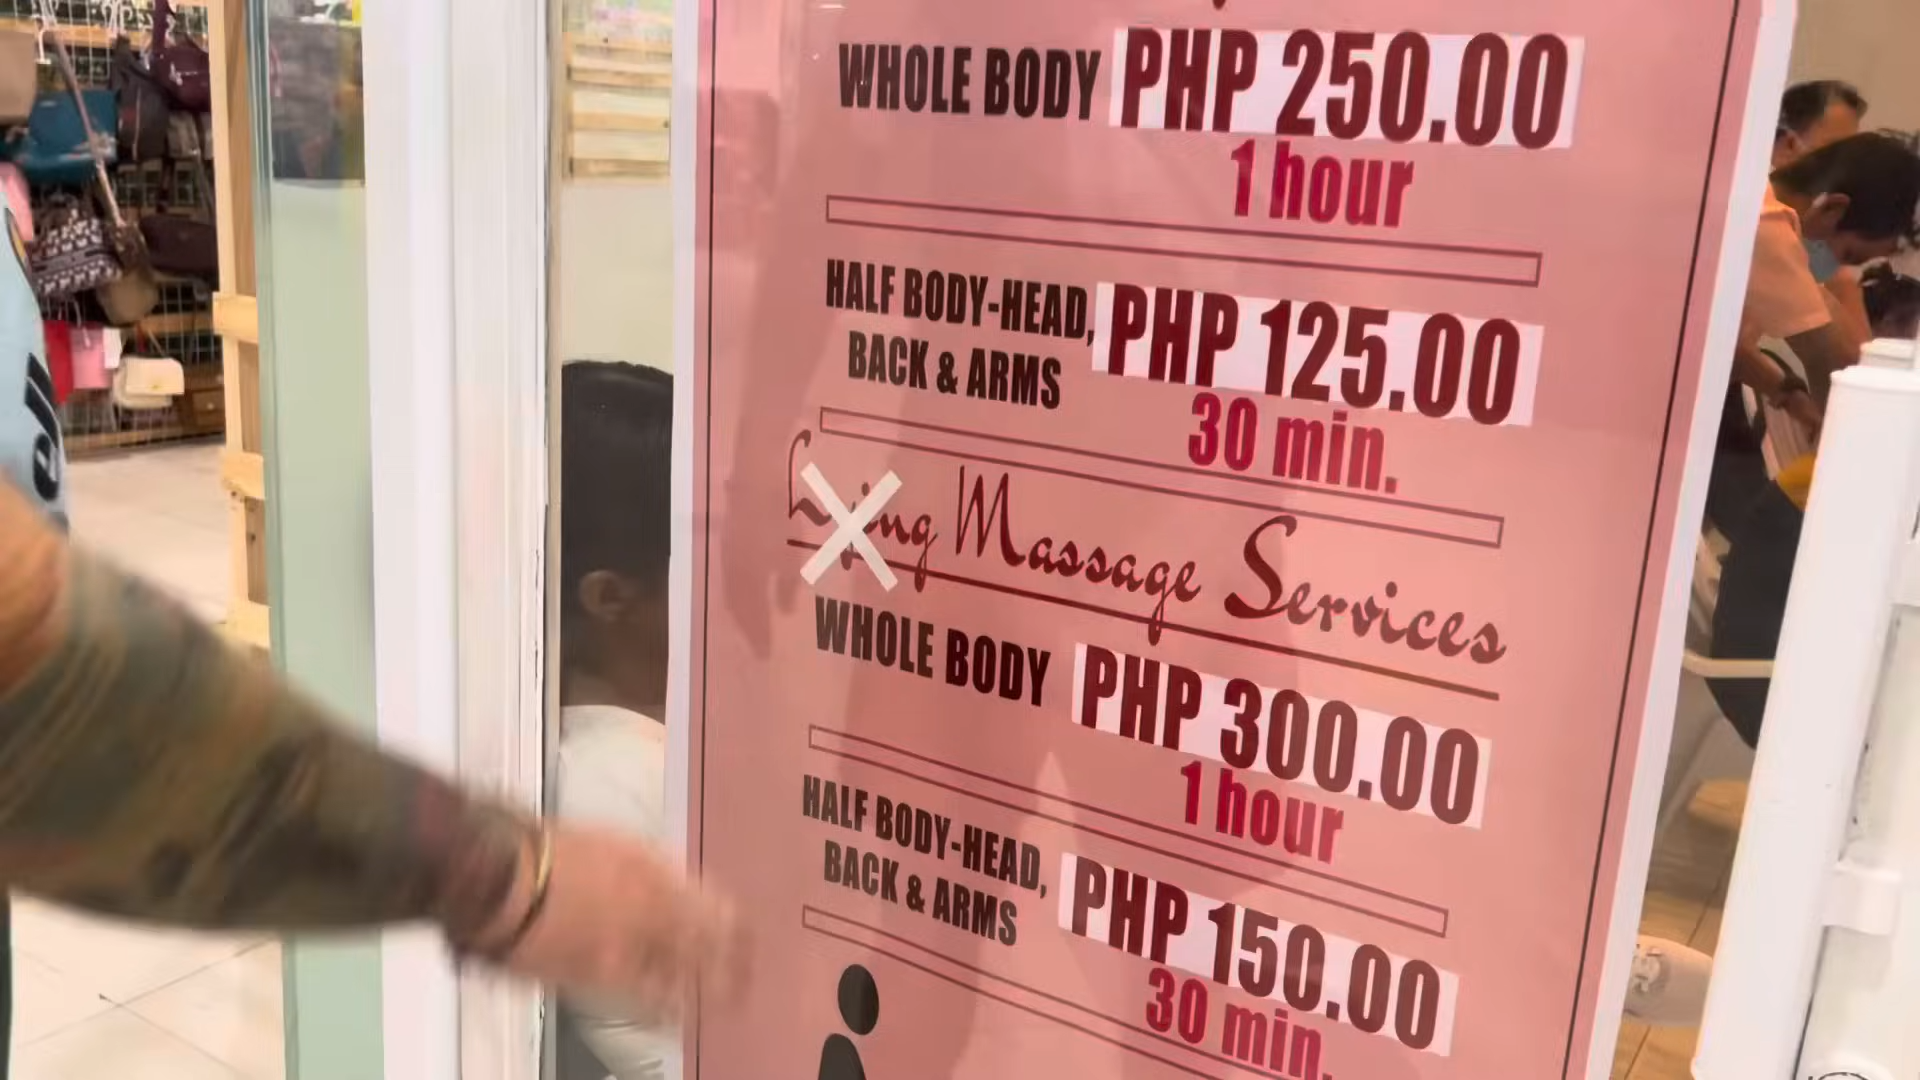 WHOLE BODY PHP 250.00
1 hour
HALF BODY-HEAD, PHP 125.00
BACK & ARMS
30 min.
Lying Massage Services
WHOLE BODY PHP 300.00
1 hour
HALF BODY-HEAD, PHP 150.00
BACK & ARMS
30 min.